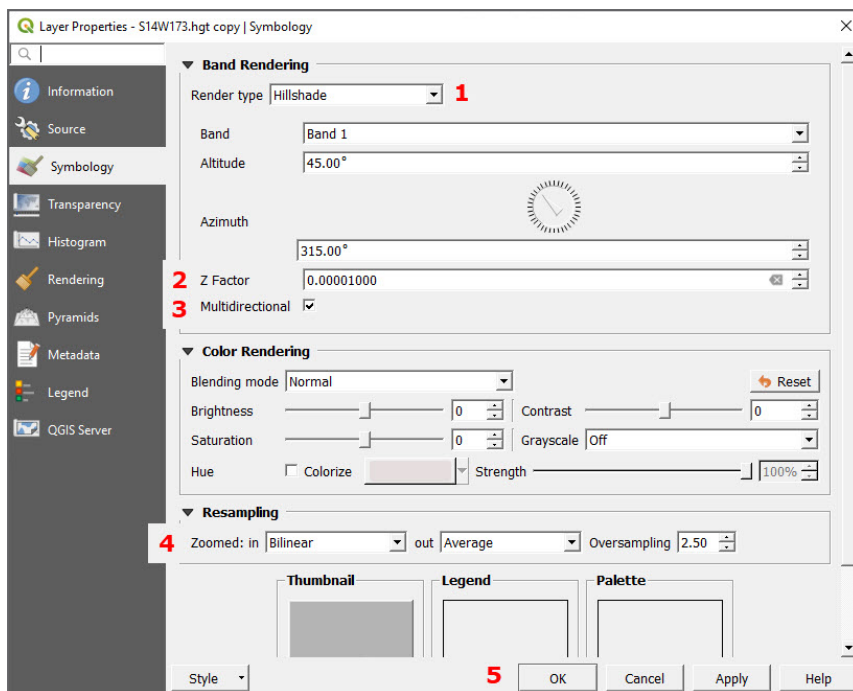 Layer Properties - S14W173.hgt copy | Symbology
Information
Source
Symbology
Transparency
Histogram
Rendering
Pyramids
Metadata
Legend
QGIS Server
Band Rendering
Render type Hillshade 1
Band Band 1
Altitude 45.00°
Azimuth
315.00°
2 Z Factor 0.00001000
3 Multidirectional
Color Rendering
Blending mode Normal Reset
Brightness 0 Contrast 0
Saturation 0 Grayscale Off
Hue Colorize Strength 100%
Resampling
4 Zoomed: in Bilinear out Average Oversampling 2.50
Thumbnail Legend Palette
Style 5 OK Cancel Apply Help